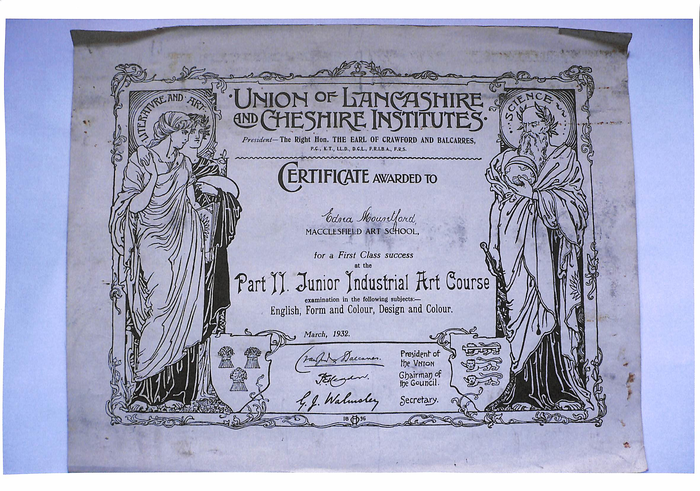 LITERATURE AND ART
SCIENCE
UNION OF LANCASHIRE
AND CHESHIRE INSTITUTES.
President—The Right Hon. THE EARL OF CRAWFORD AND BALCARRES,
P.C., K.T., LL.D., D.C.L., F.R.I.B.A., F.R.S.
CERTIFICATE AWARDED TO
Edna Mountford,
MACCLESFIELD ART SCHOOL,
for a First Class success
at the
Part II. Junior Industrial Art Course
examination in the following subjects:—
English, Form and Colour, Design and Colour.
March, 1932.
Crawford & Balcarres President of the UNION
Chairman of the Council.
G. J. Walmsley Secretary.